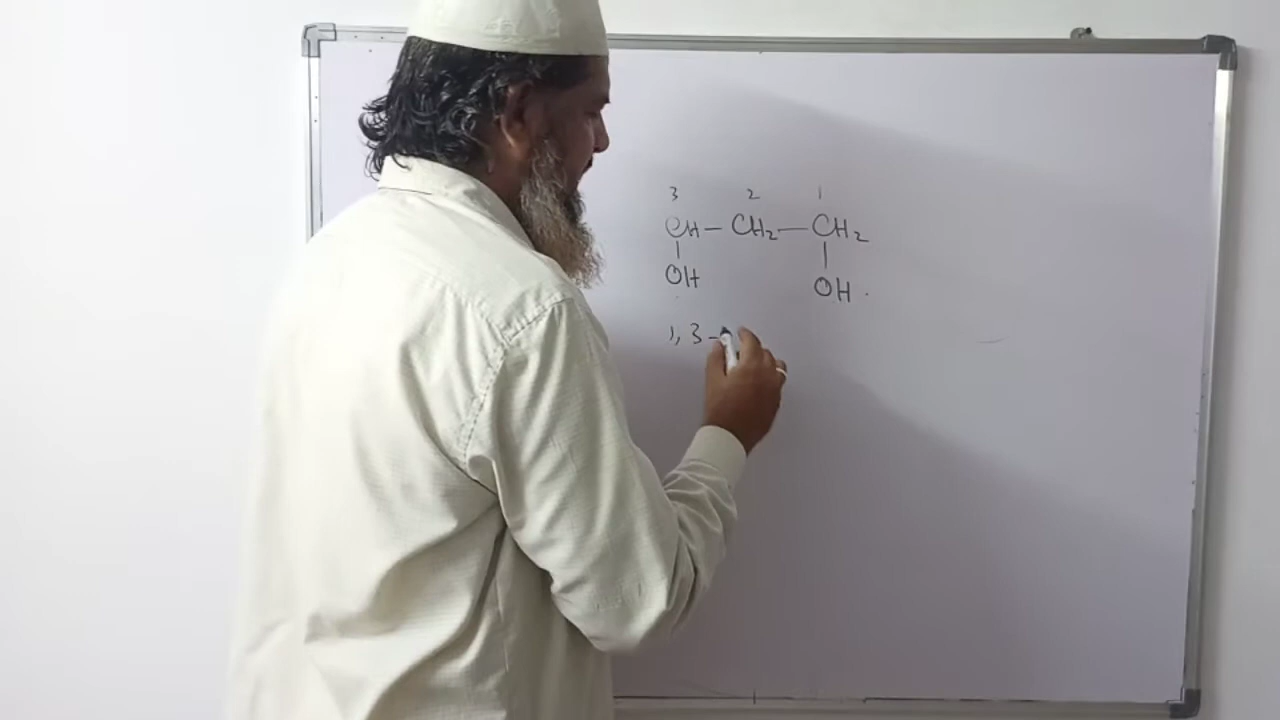 3 2 1
CH – CH₂ – CH₂
OH OH .
1, 3 –